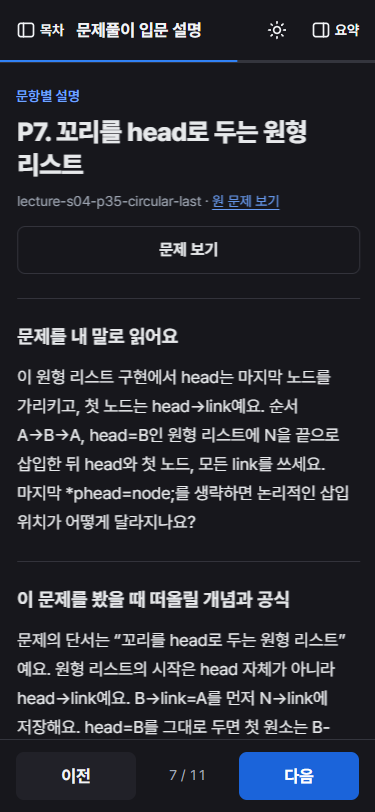 목차 문제풀이 입문 설명 요약
문항별 설명
P7. 꼬리를 head로 두는 원형
리스트
lecture-s04-p35-circular-last · 원 문제 보기
문제 보기
문제를 내 말로 읽어요
이 원형 리스트 구현에서 head는 마지막 노드를
가리키고, 첫 노드는 head→link예요. 순서
A→B→A, head=B인 원형 리스트에 N을 끝으로
삽입한 뒤 head와 첫 노드, 모든 link를 쓰세요.
마지막 *phead=node;를 생략하면 논리적인 삽입
위치가 어떻게 달라지나요?
이 문제를 봤을 때 떠올릴 개념과 공식
문제의 단서는 “꼬리를 head로 두는 원형 리스트”
예요. 원형 리스트의 시작은 head 자체가 아니라
head→link예요. B→link=A를 먼저 N→link에
저장해요. head=B를 그대로 두면 첫 원소는 B-
이전 7 / 11 다음